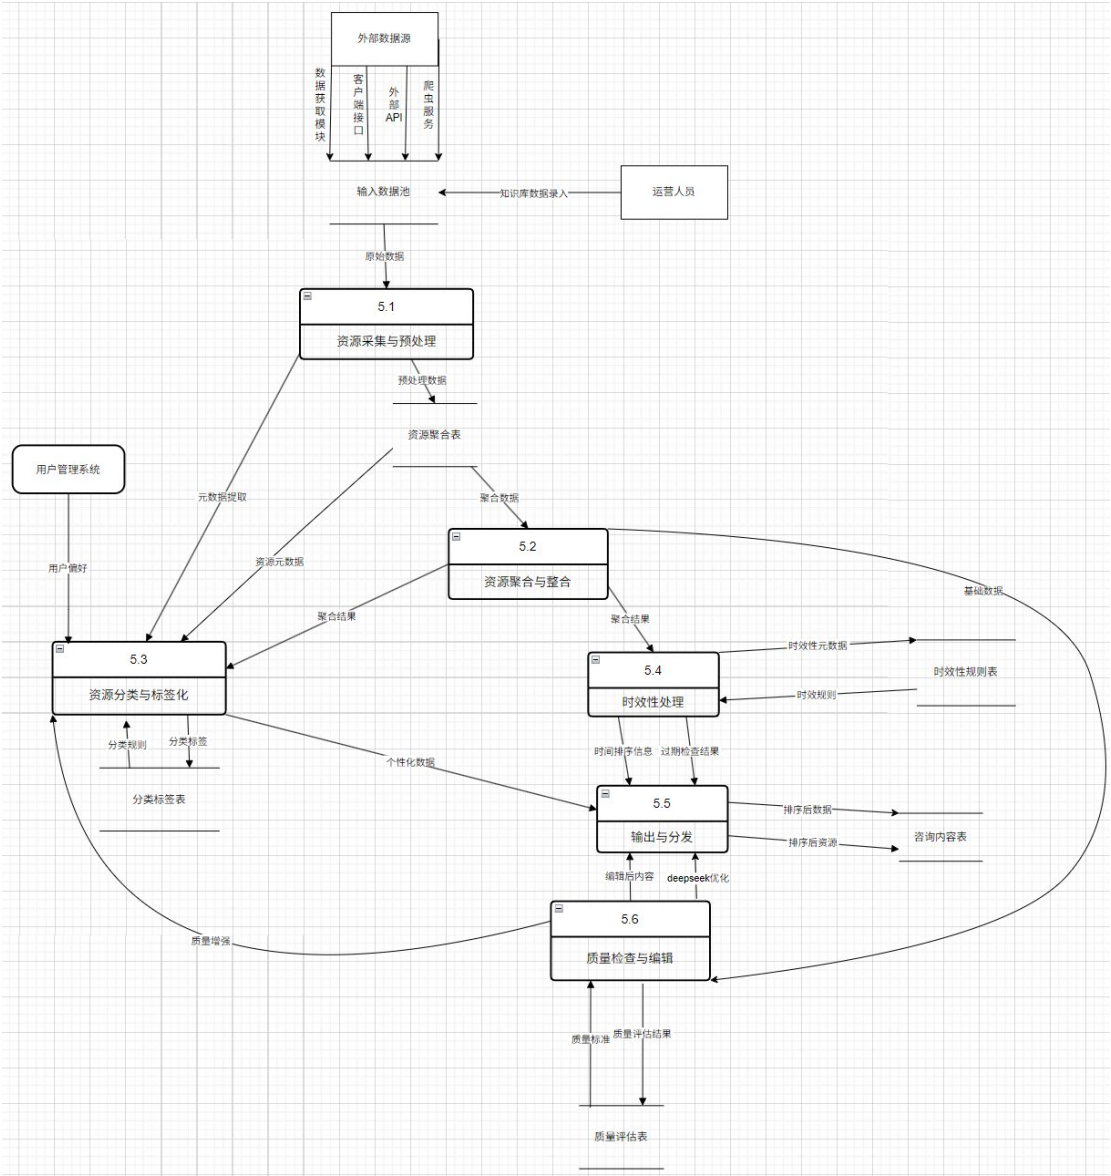 外部数据源
数据获取模块
客户端接口
外部API
爬虫服务
输入数据池
知识库数据录入
运营人员
原始数据
5.1
资源采集与预处理
预处理数据
资源聚合表
用户管理系统
元数据提取
聚合数据
5.2
资源聚合与整合
资源元数据
用户偏好
基础数据
聚合结果
聚合结果
5.3
资源分类与标签化
5.4
时效性处理
时效性元数据
时效性规则表
时效规则
分类规则
分类标签
时间排序信息
过期检查结果
个性化数据
分类标签表
5.5
输出与分发
排序后数据
排序后资源
咨询内容表
编辑后内容
deepseek优化
5.6
质量检查与编辑
质量增强
质量标准
质量评估结果
质量评估表